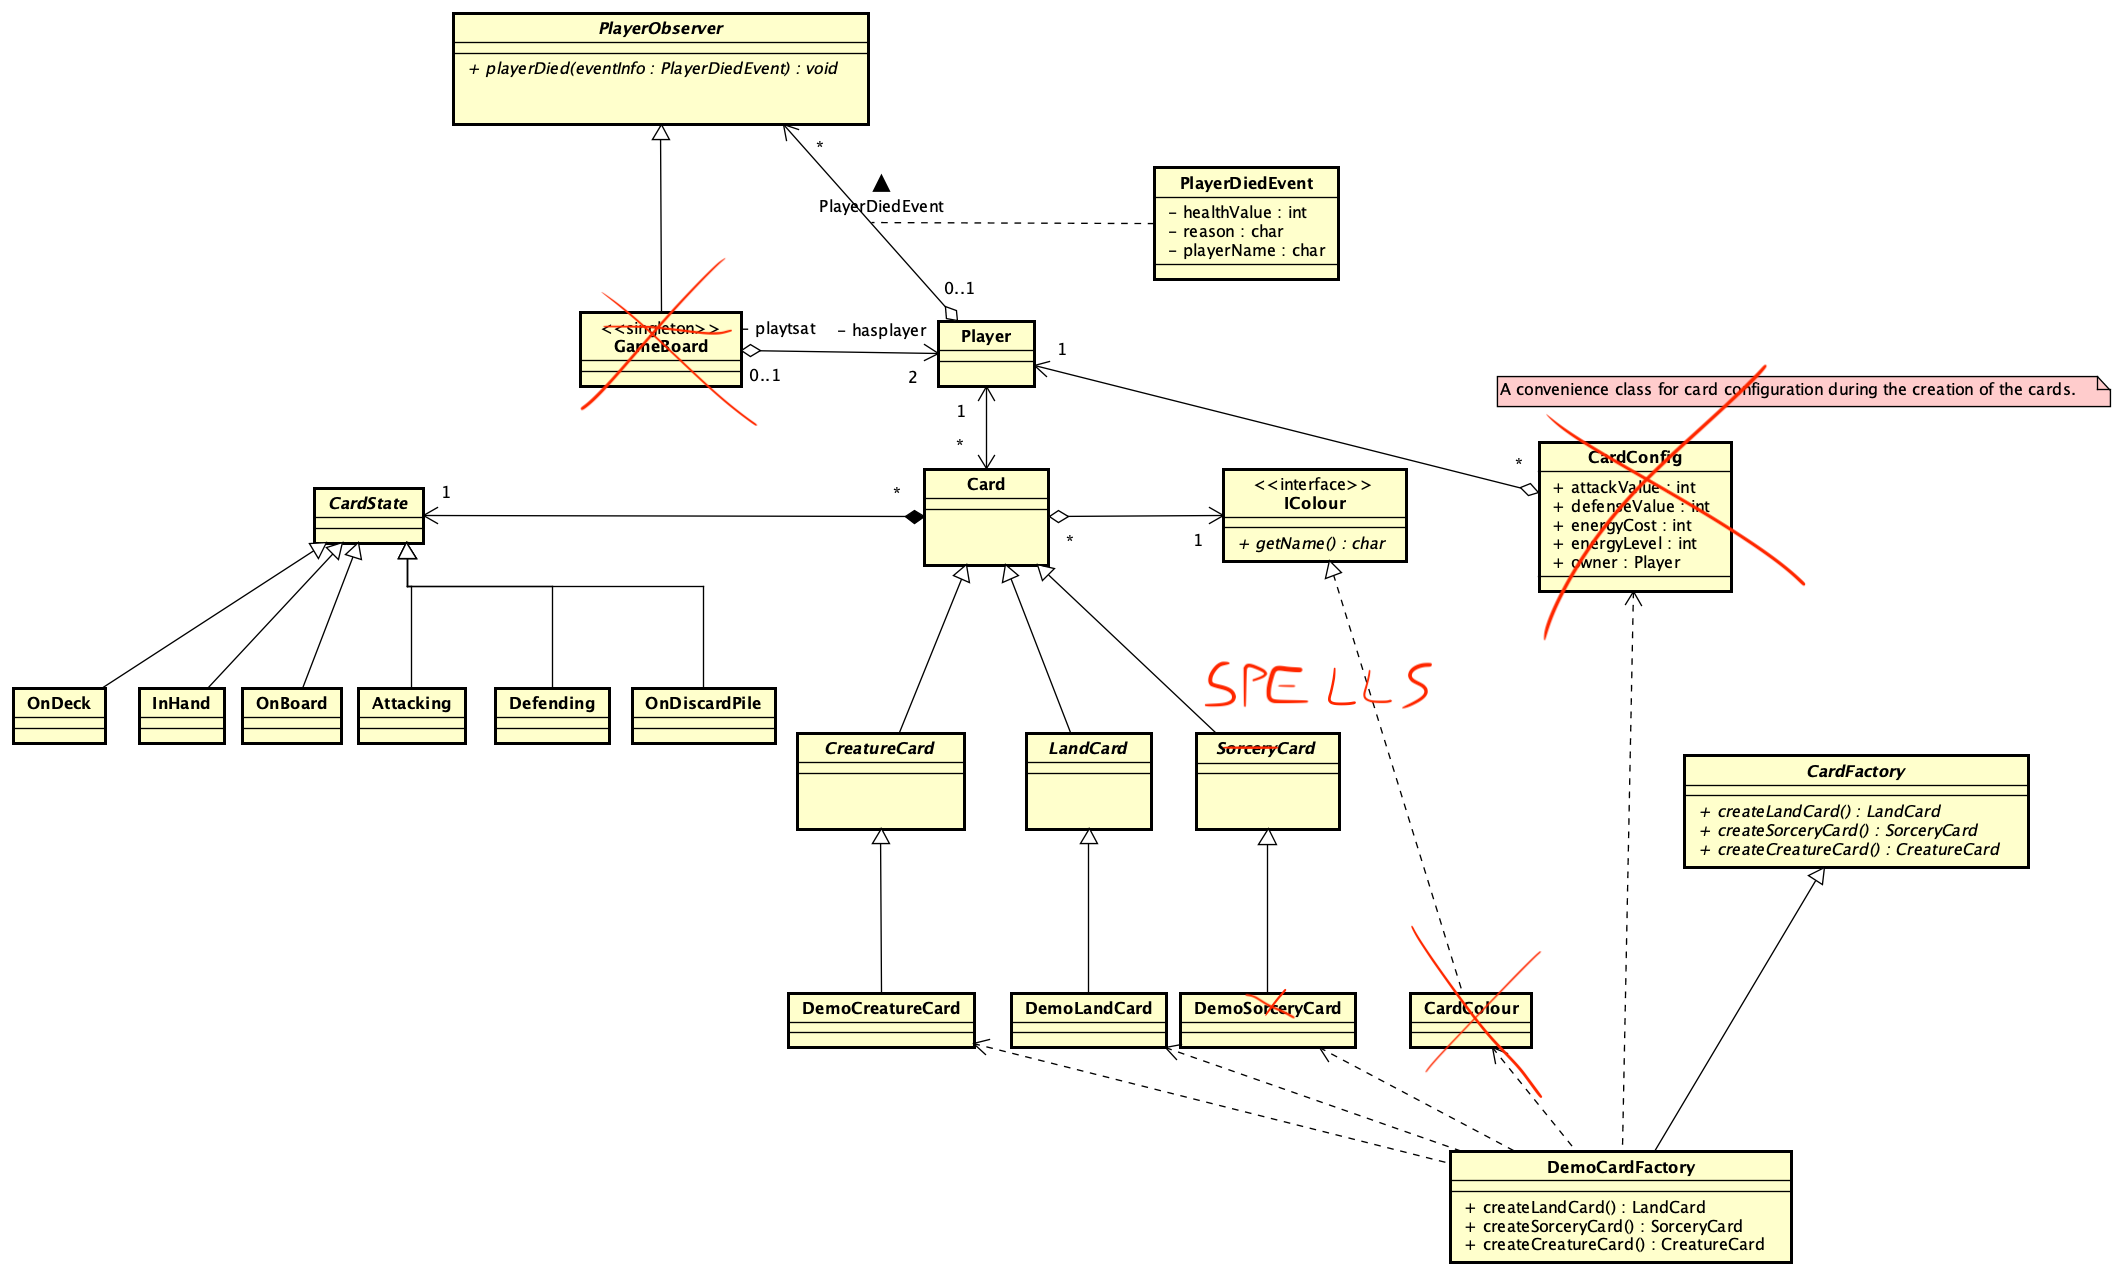 PlayerObserver
+ playerDied(eventInfo : PlayerDiedEvent) : void
*
PlayerDiedEvent
PlayerDiedEvent
- healthValue : int
- reason : char
- playerName : char
0..1
<<singleton>>
GameBoard
- playtsat
- hasplayer
0..1
2
Player
1
1
*
A convenience class for card configuration during the creation of the cards.
*
CardConfig
+ attackValue : int
+ defenseValue : int
+ energyCost : int
+ energyLevel : int
+ owner : Player
CardState
1
*
Card
*
1
<<interface>>
IColour
+ getName() : char
SPELLS
OnDeck
InHand
OnBoard
Attacking
Defending
OnDiscardPile
CreatureCard
LandCard
SorceryCard
CardFactory
+ createLandCard() : LandCard
+ createSorceryCard() : SorceryCard
+ createCreatureCard() : CreatureCard
DemoCreatureCard
DemoLandCard
DemoSorceryCard
CardColour
DemoCardFactory
+ createLandCard() : LandCard
+ createSorceryCard() : SorceryCard
+ createCreatureCard() : CreatureCard